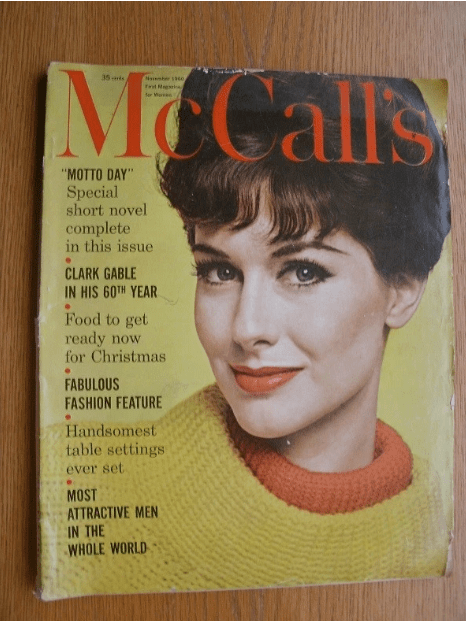 35 cents
November 1960
First Magazine
for Women
McCall's
"MOTTO DAY"
Special
short novel
complete
in this issue
CLARK GABLE
IN HIS 60TH YEAR
Food to get
ready now
for Christmas
FABULOUS
FASHION FEATURE
Handsomest
table settings
ever set
MOST
ATTRACTIVE MEN
IN THE
WHOLE WORLD